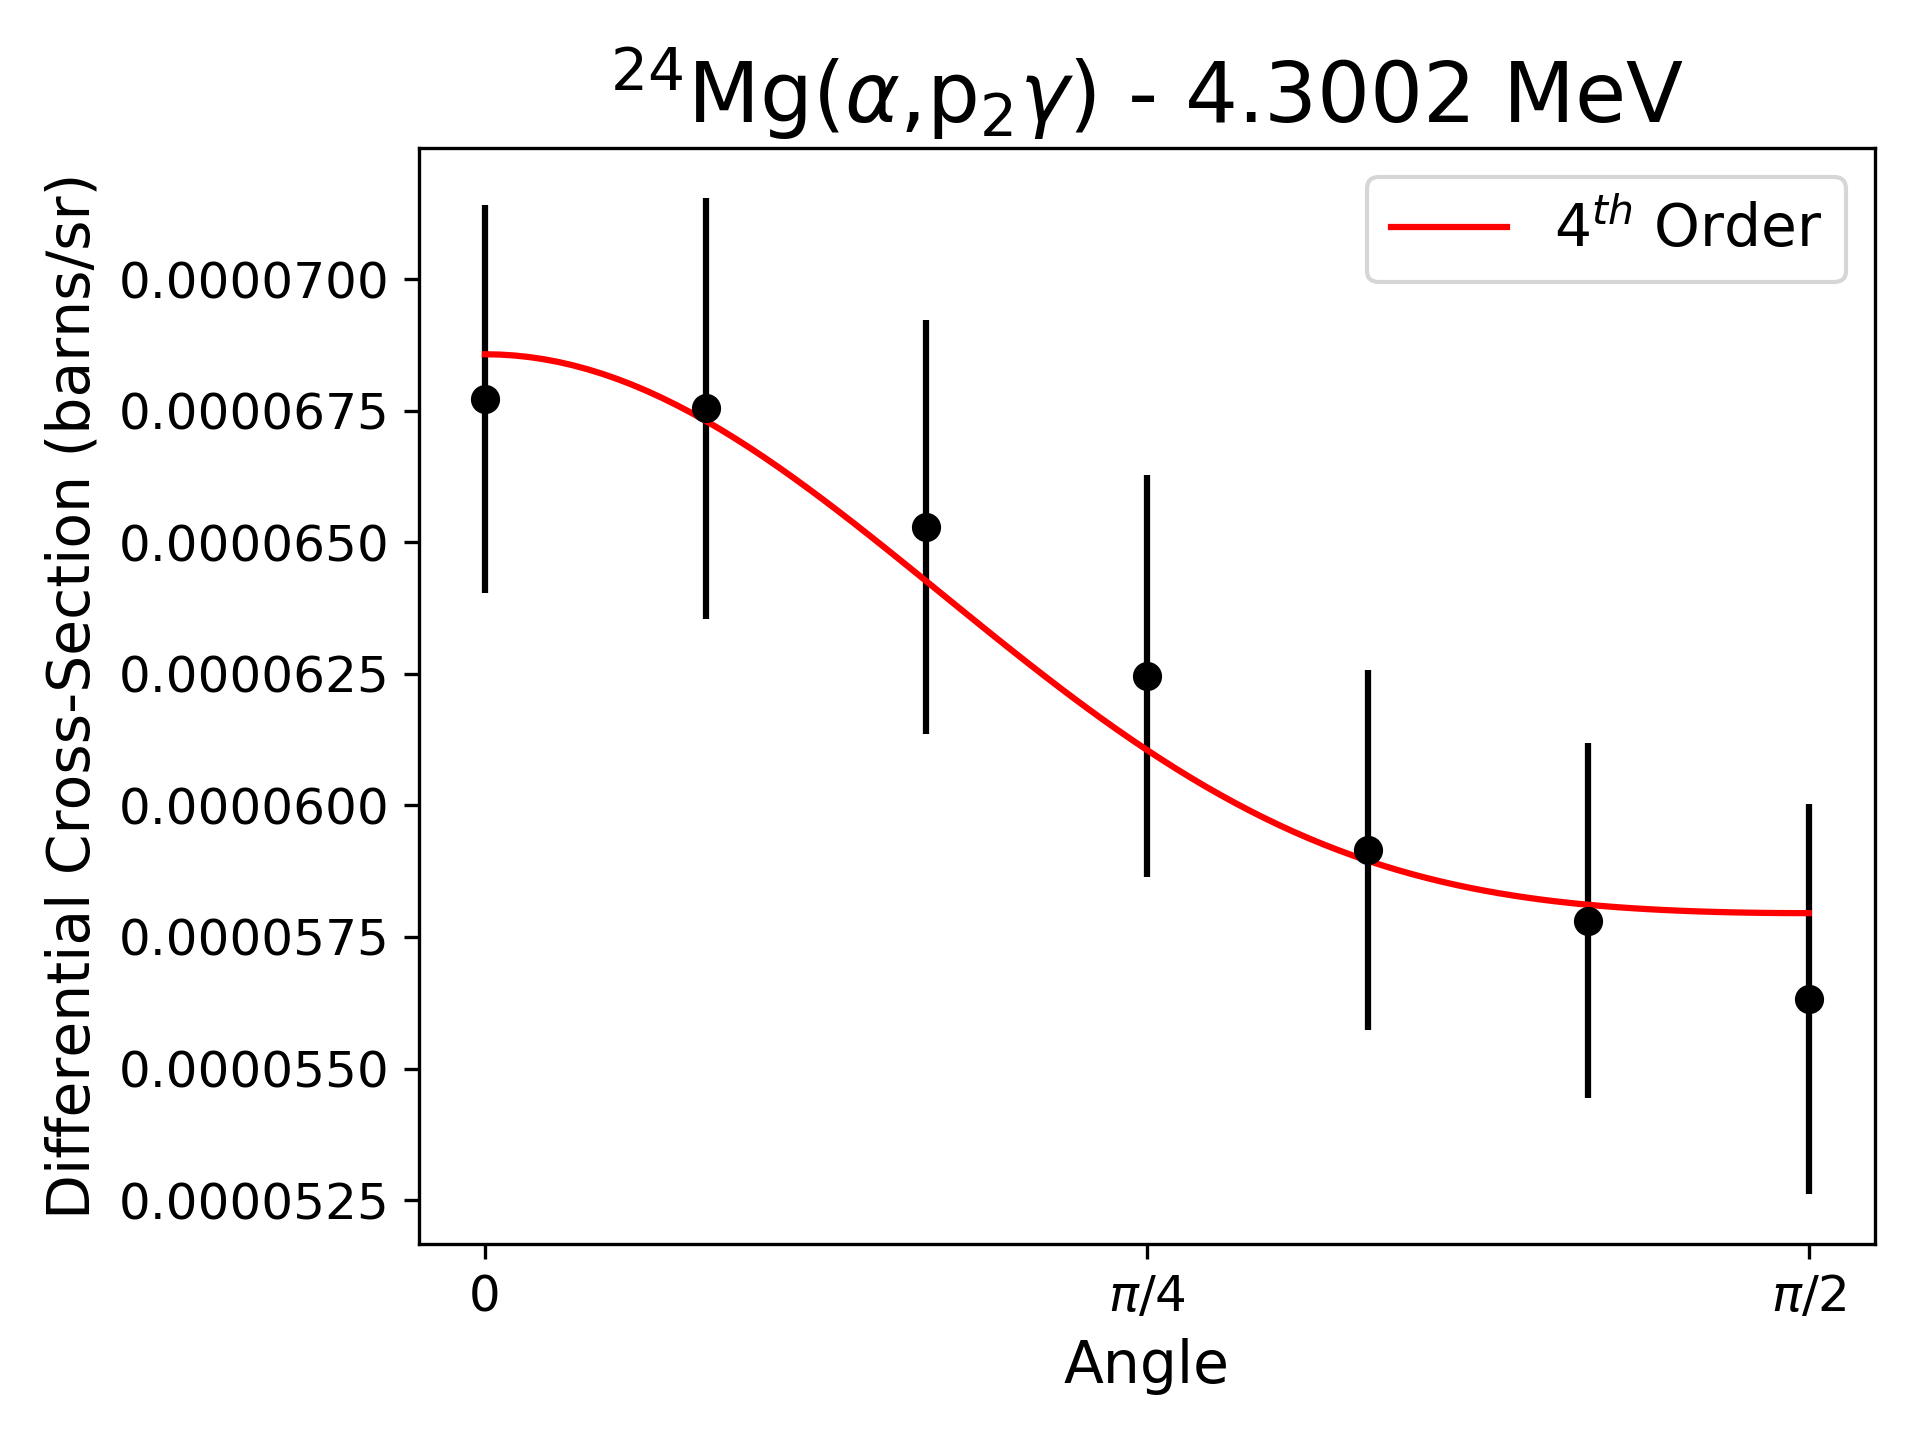 ²⁴Mg(α,p₂γ) - 4.3002 MeV
4ᵗʰ Order
Differential Cross-Section (barns/sr)
0.0000700
0.0000675
0.0000650
0.0000625
0.0000600
0.0000575
0.0000550
0.0000525
0 π/4 π/2
Angle